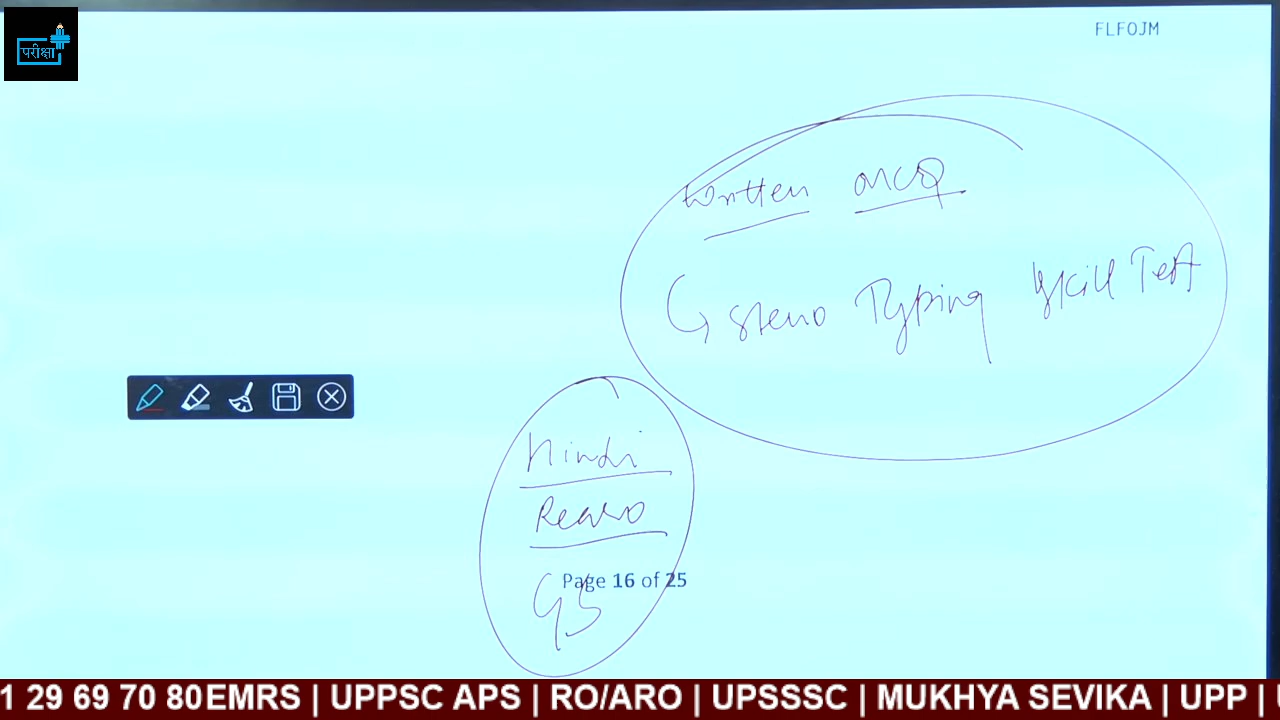 परीक्षा
FLFOJM
Written MCQ
Steno Typing Skill Test
Hindi
GS
Page 16 of 25
1 29 69 70 80EMRS | UPPSC APS | RO/ARO | UPSSSC | MUKHYA SEVIKA | UPP |